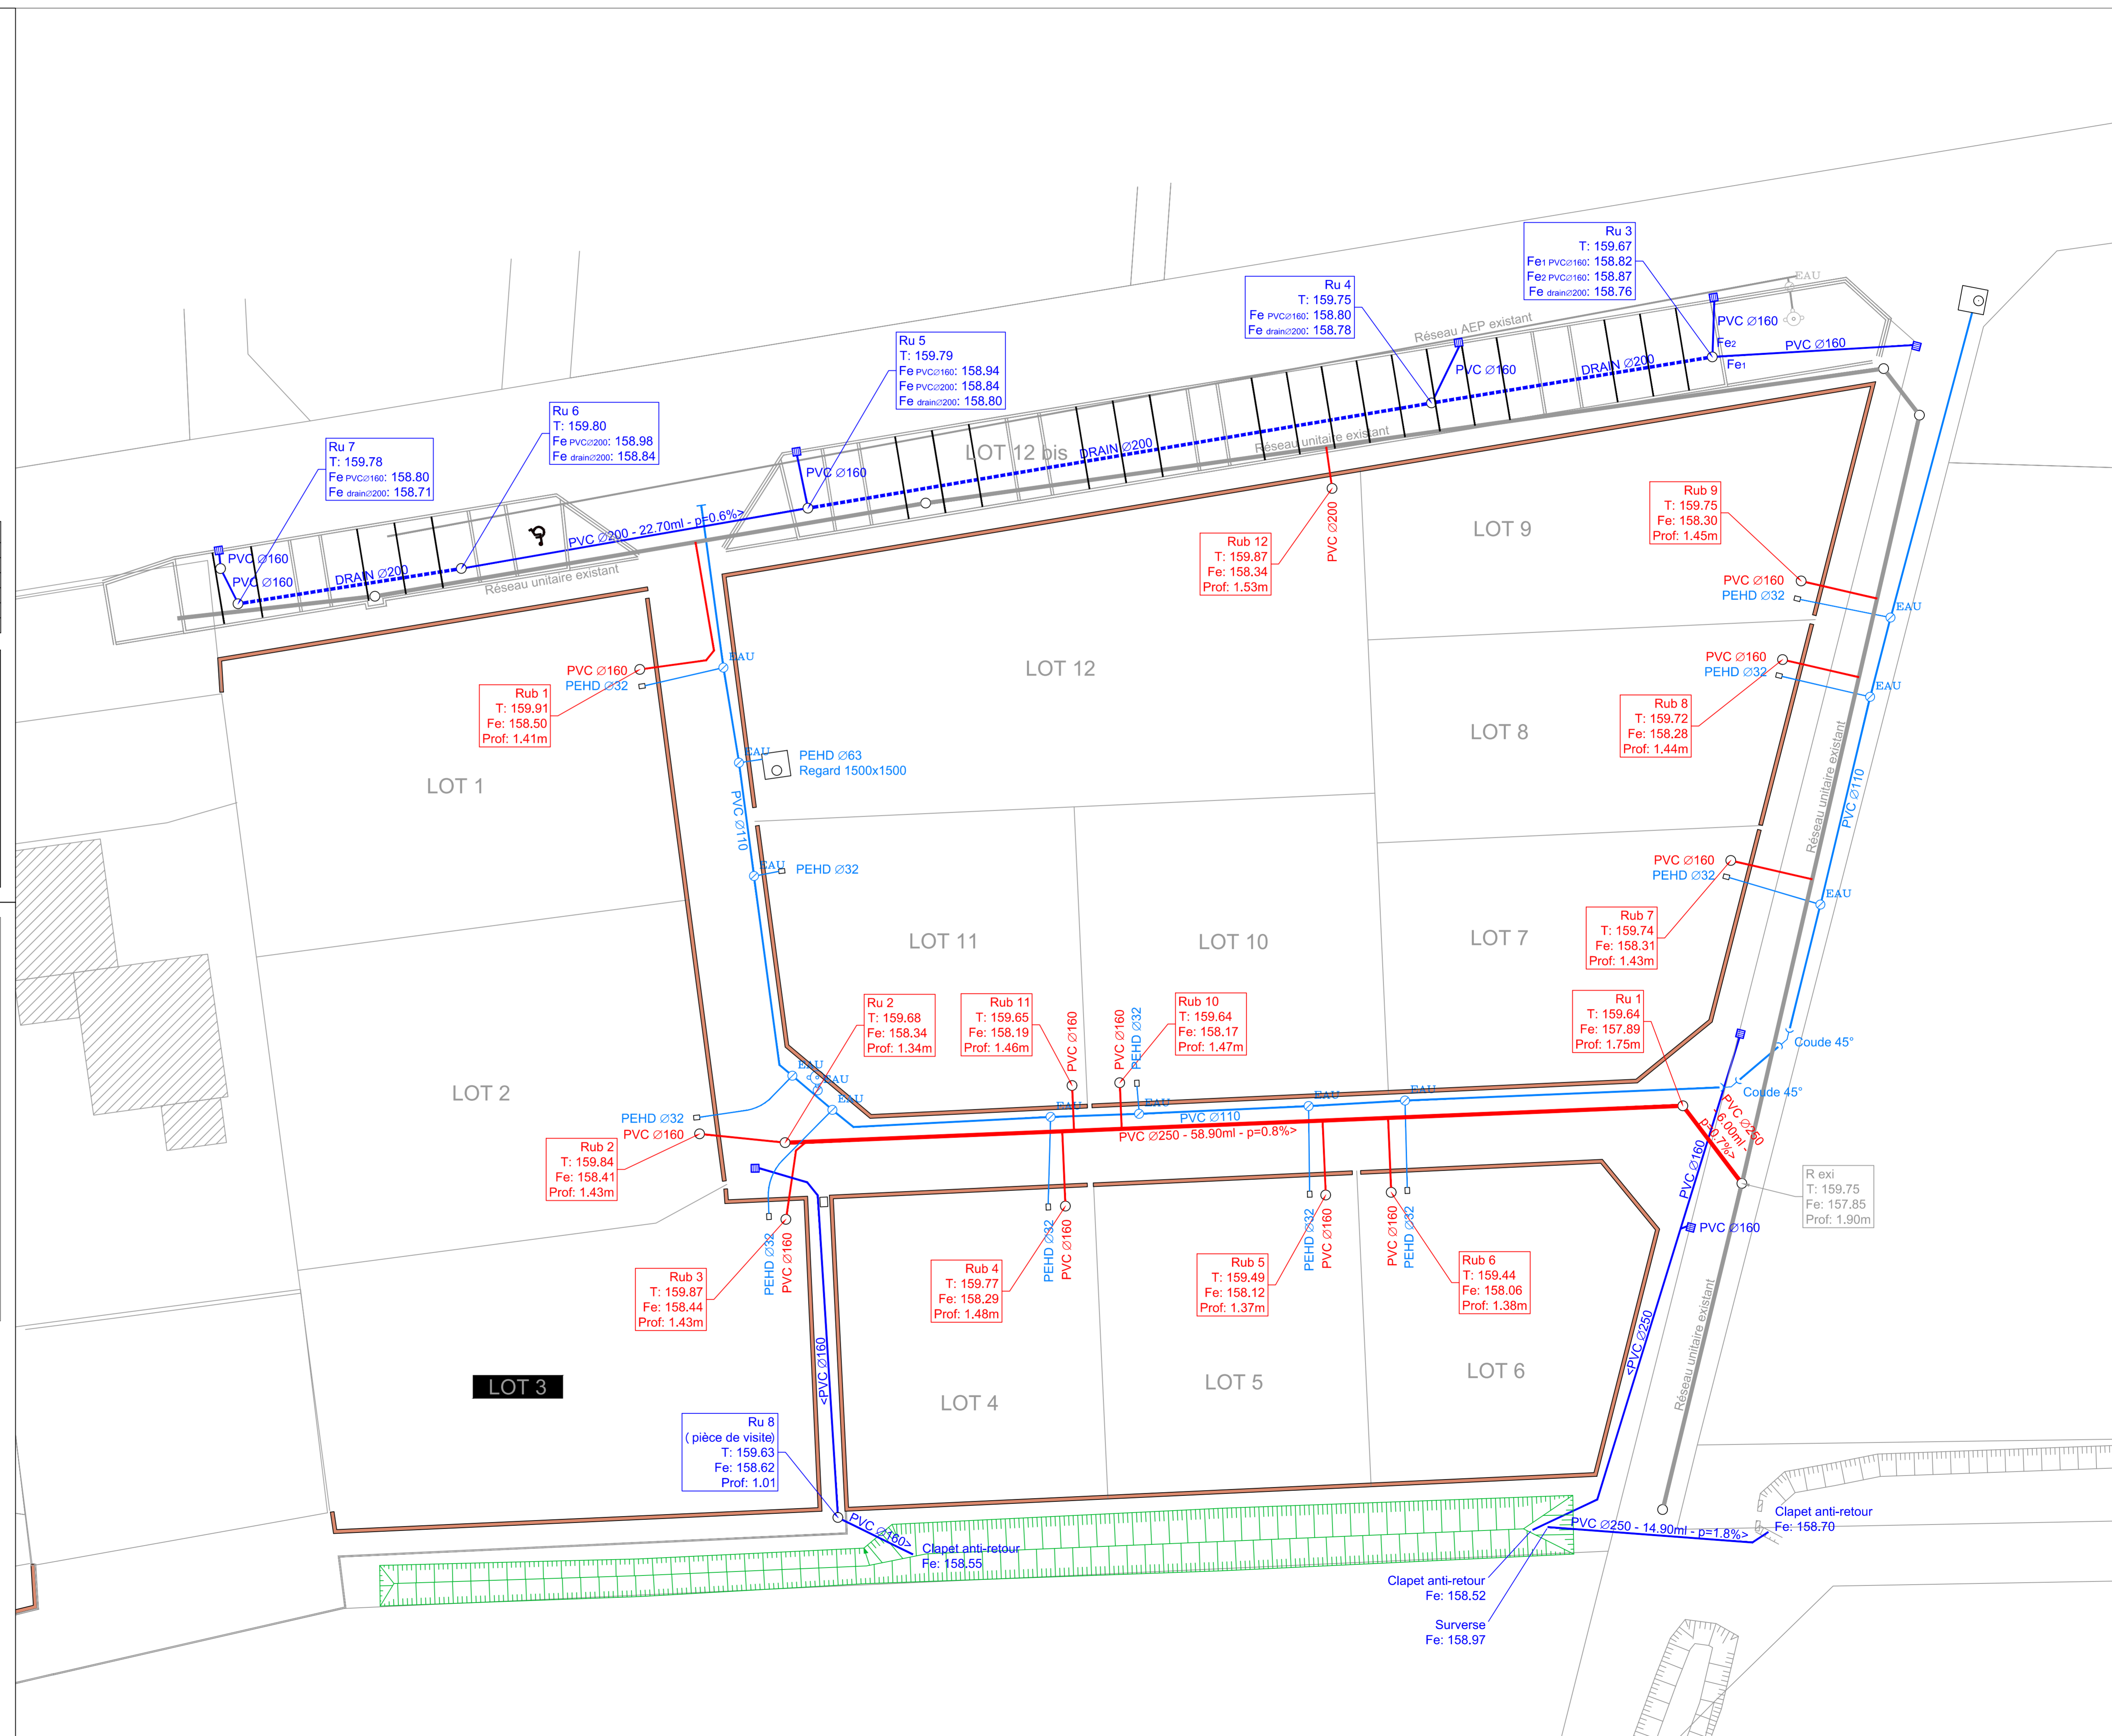 Ru 3
T: 159.67
Fe1 PVC∅160: 158.82
Fe2 PVC∅160: 158.87
Fe drain∅200: 158.76
EAU
Ru 4
T: 159.75
Fe PVC∅160: 158.80
Fe drain∅200: 158.78
Réseau AEP existant
PVC ∅160
Fe2
PVC ∅160
Fe1
DRAIN ∅200
PVC ∅160
Ru 5
T: 159.79
Fe PVC∅160: 158.94
Fe PVC∅200: 158.84
Fe drain∅200: 158.80
Ru 6
T: 159.80
Fe PVC∅200: 158.98
Fe drain∅200: 158.84
Ru 7
T: 159.78
Fe PVC∅160: 158.80
Fe drain∅200: 158.71
LOT 12 bis
DRAIN ∅200
Réseau unitaire existant
PVC ∅160
PVC ∅200 - 22.70ml - p=0.6%>
PVC ∅160
PVC ∅160
DRAIN ∅200
Réseau unitaire existant
Rub 12
T: 159.87
Fe: 158.34
Prof: 1.53m
PVC ∅200
LOT 9
Rub 9
T: 159.75
Fe: 158.30
Prof: 1.45m
PVC ∅160
PEHD ∅32
EAU
PVC ∅160
PEHD ∅32
EAU
Rub 1
T: 159.91
Fe: 158.50
Prof: 1.41m
LOT 12
PVC ∅160
PEHD ∅32
EAU
Rub 8
T: 159.72
Fe: 158.28
Prof: 1.44m
LOT 8
LOT 1
EAU
PEHD ∅63
Regard 1500x1500
PVC ∅110
EAU
PEHD ∅32
Réseau unitaire existant
PVC ∅110
PVC ∅160
PEHD ∅32
EAU
Rub 7
T: 159.74
Fe: 158.31
Prof: 1.43m
LOT 11
LOT 10
LOT 7
Ru 2
T: 159.68
Fe: 158.34
Prof: 1.34m
Rub 11
T: 159.65
Fe: 158.19
Prof: 1.46m
PVC ∅160
PVC ∅160
PEHD ∅32
Rub 10
T: 159.64
Fe: 158.17
Prof: 1.47m
Ru 1
T: 159.64
Fe: 157.89
Prof: 1.75m
Coude 45°
Coude 45°
LOT 2
EAU
EAU
EAU
EAU
EAU
EAU
EAU
PVC ∅110
PVC ∅250 - 58.90ml - p=0.8%>
PVC ∅250
- 6.00ml -
p=0.7%>
PEHD ∅32
PVC ∅160
Rub 2
T: 159.84
Fe: 158.41
Prof: 1.43m
PVC ∅160
R exi
T: 159.75
Fe: 157.85
Prof: 1.90m
PVC ∅160
PEHD ∅32
PVC ∅160
PEHD ∅32
PVC ∅160
PEHD ∅32
PVC ∅160
PVC ∅160
PEHD ∅32
Rub 3
T: 159.87
Fe: 158.44
Prof: 1.43m
Rub 4
T: 159.77
Fe: 158.29
Prof: 1.48m
Rub 5
T: 159.49
Fe: 158.12
Prof: 1.37m
Rub 6
T: 159.44
Fe: 158.06
Prof: 1.38m
<PVC ∅160
<PVC ∅250
Réseau unitaire existant
LOT 3
LOT 4
LOT 5
LOT 6
Ru 8
( pièce de visite)
T: 159.63
Fe: 158.62
Prof: 1.01
PVC ∅160>
Clapet anti-retour
Fe: 158.55
PVC ∅250 - 14.90ml - p=1.8%>
Clapet anti-retour
Fe: 158.70
Clapet anti-retour
Fe: 158.52
Surverse
Fe: 158.97